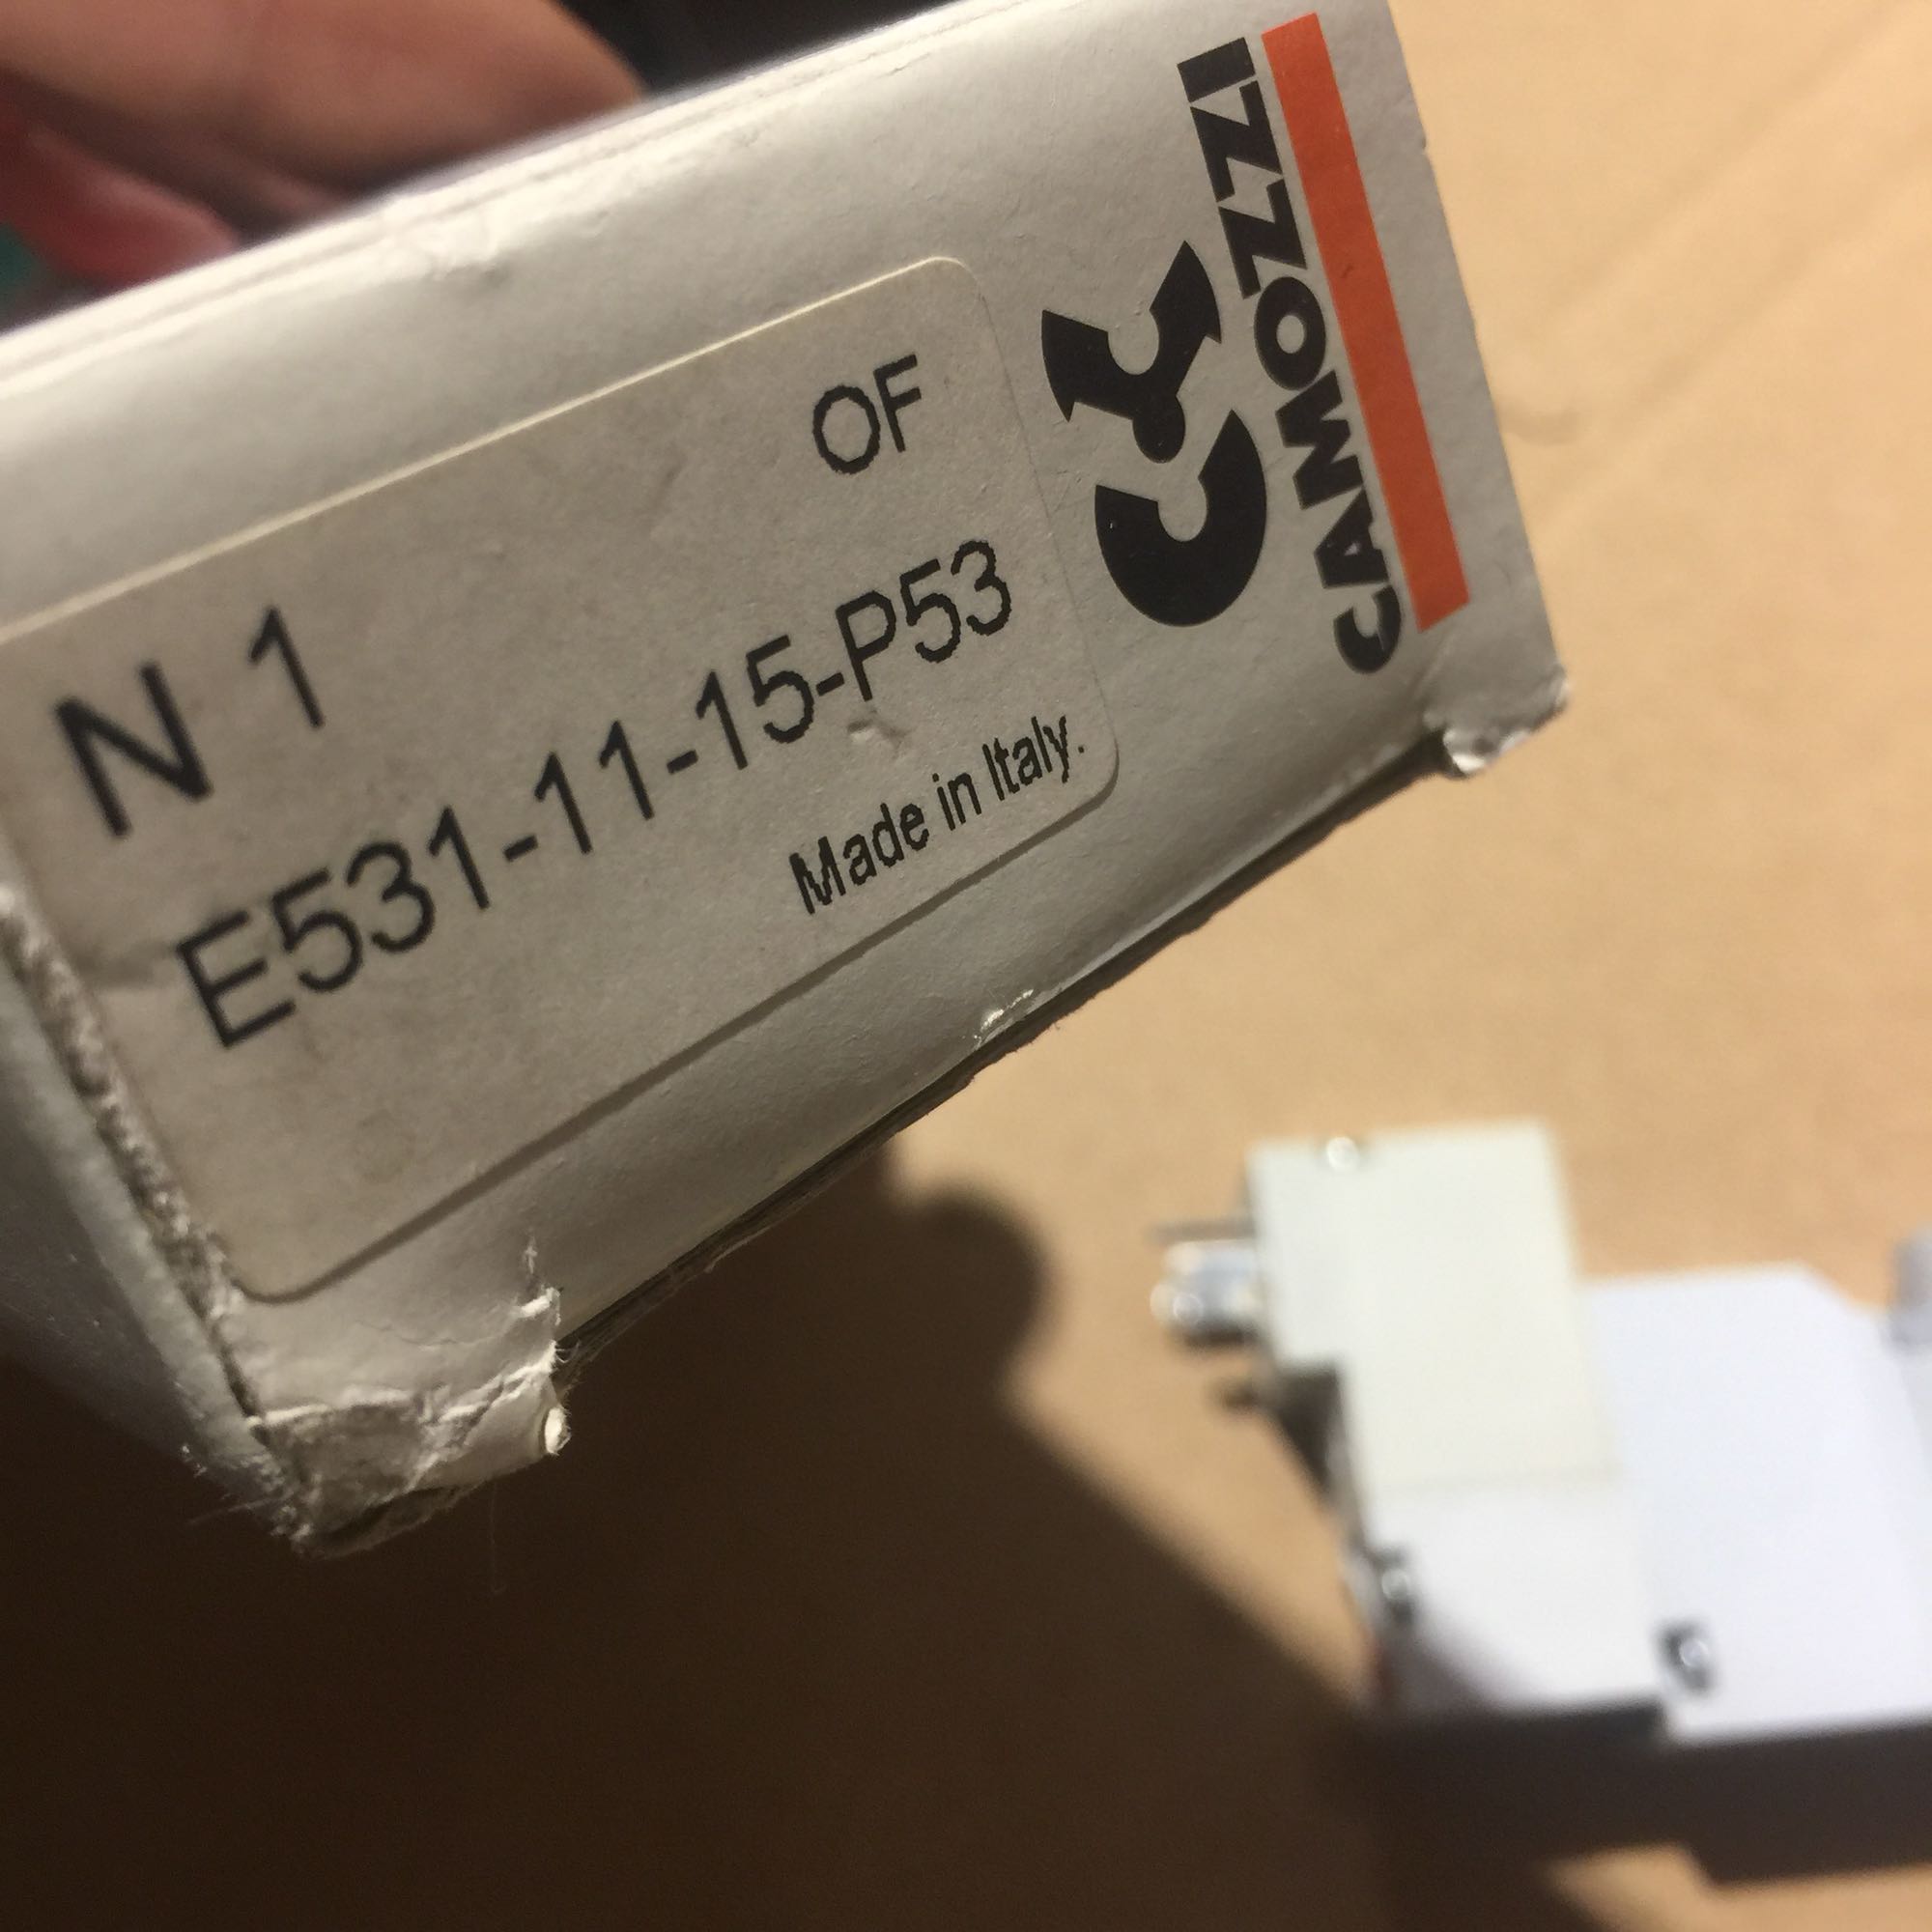 N 1
OF
E531-11-15-P53
Made in Italy.
CAMOZZI